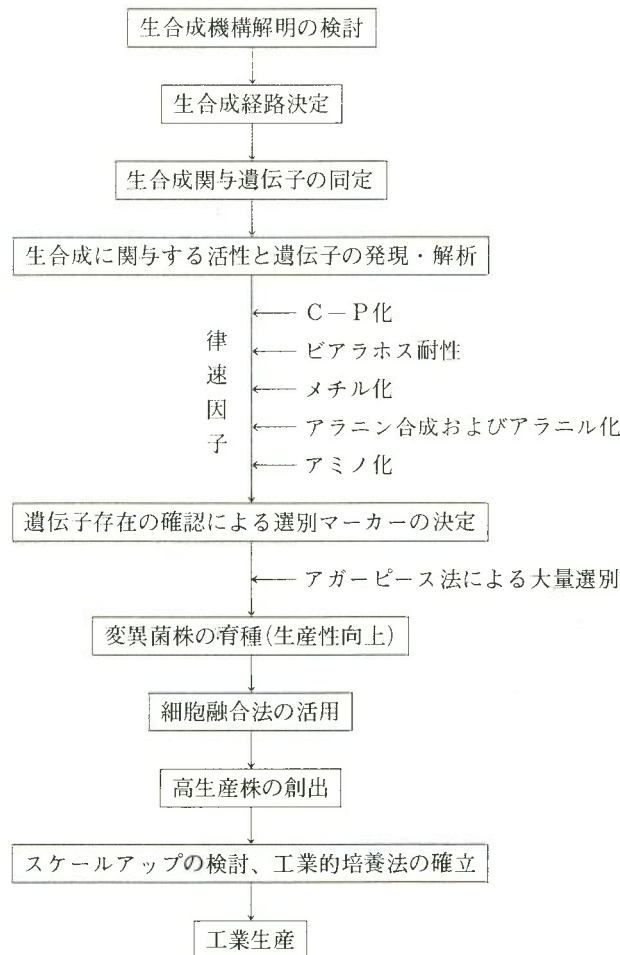 生合成機構解明の検討
生合成経路決定
生合成関与遺伝子の同定
生合成に関与する活性と遺伝子の発現・解析
律速因子
C－P化
ビアラホス耐性
メチル化
アラニン合成およびアラニル化
アミノ化
遺伝子存在の確認による選別マーカーの決定
アガーピース法による大量選別
変異菌株の育種(生産性向上)
細胞融合法の活用
高生産株の創出
スケールアップの検討、工業的培養法の確立
工業生産